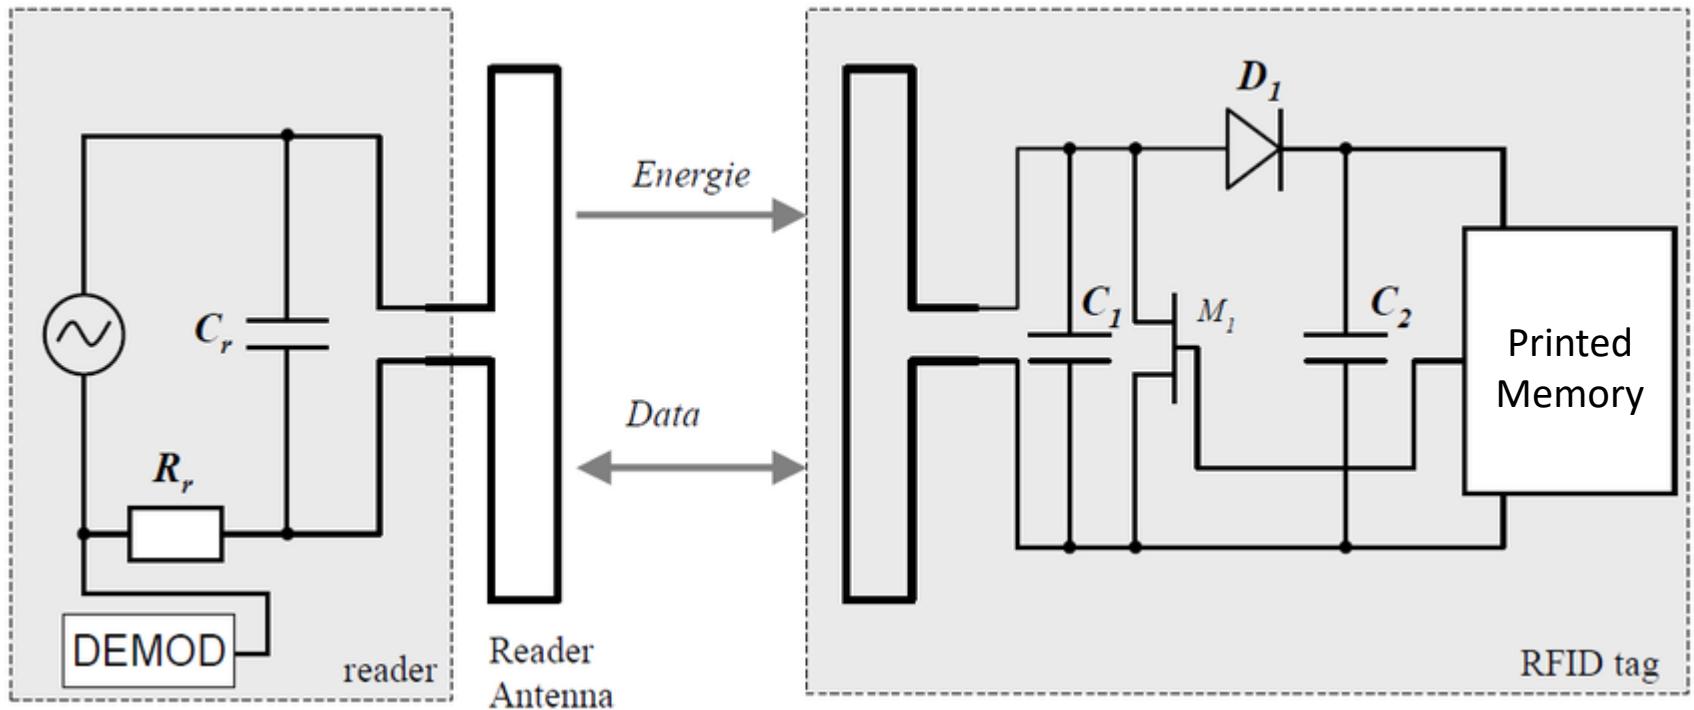 D1
Energie
Cr
C1
M1
C2
Printed
Memory
Data
Rr
DEMOD
reader
Reader
Antenna
RFID tag